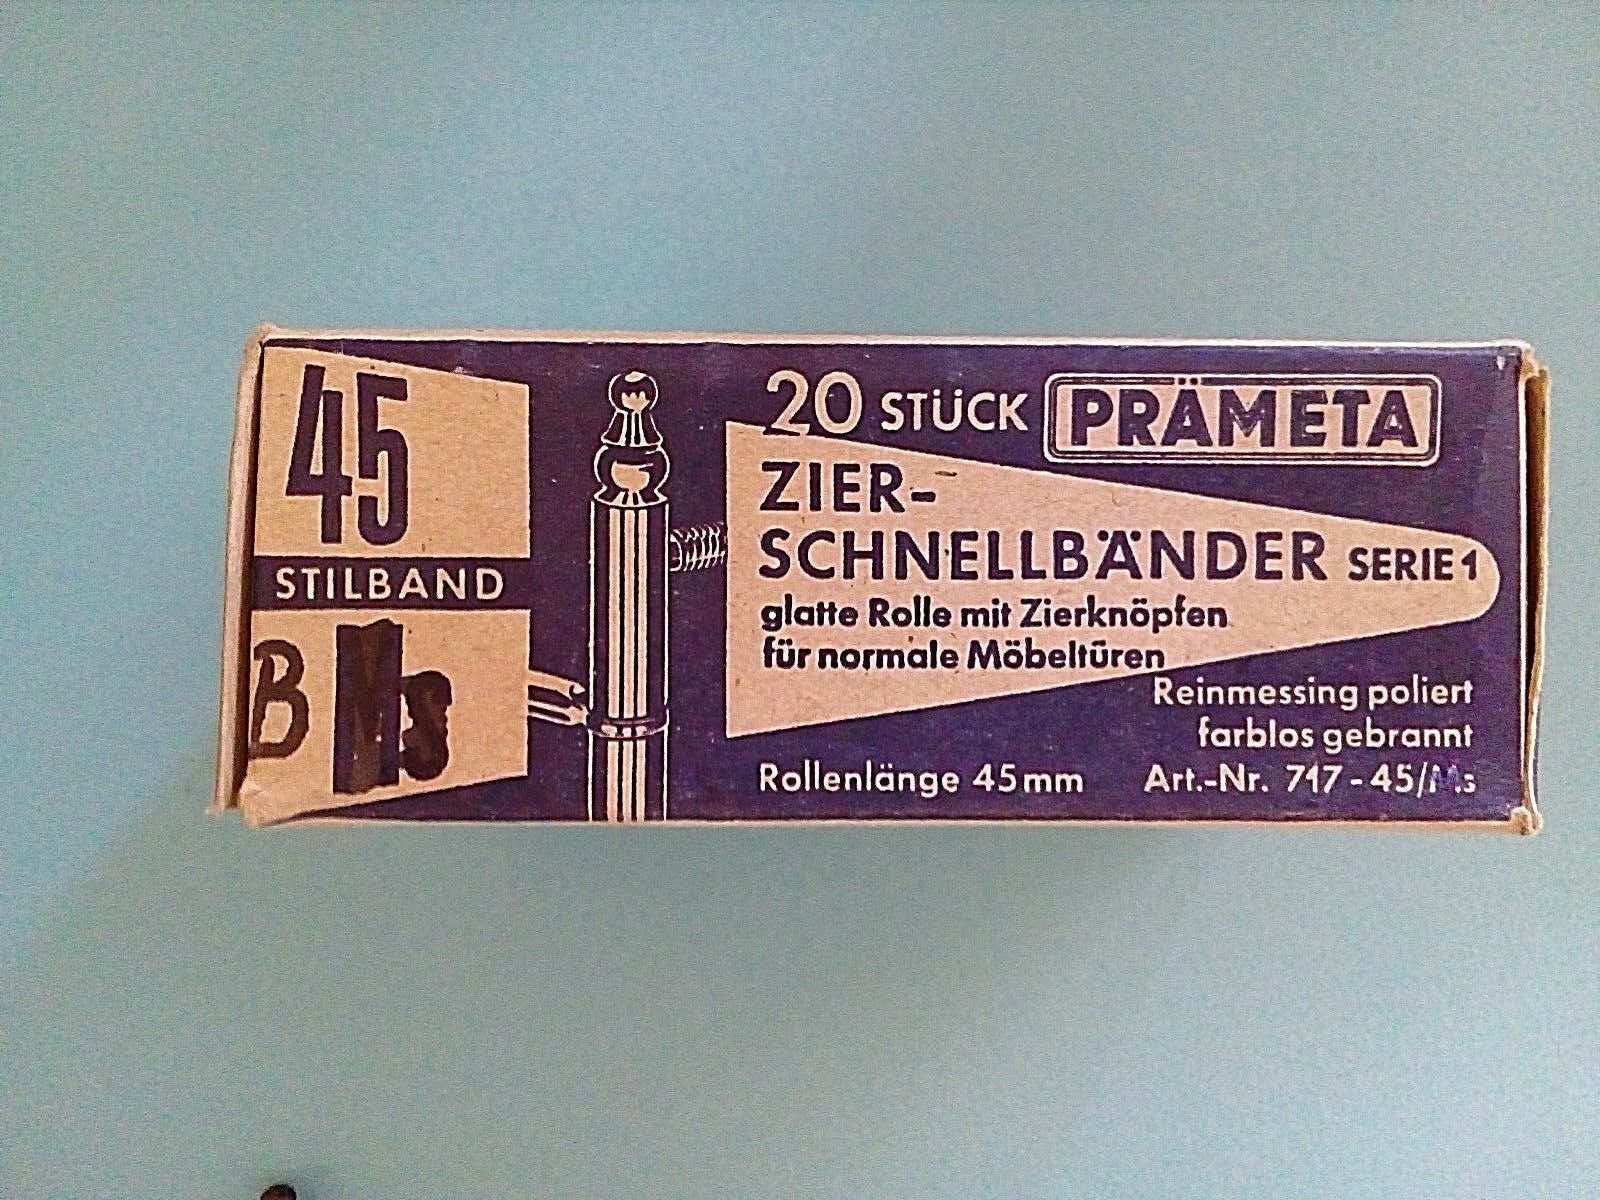 45
STILBAND
B Ms
20 STÜCK PRÄMETA
ZIER-
SCHNELLBÄNDER SERIE 1
glatte Rolle mit Zierknöpfen
für normale Möbeltüren
Reinmessing poliert
farblos gebrannt
Rollenlänge 45 mm Art.-Nr. 717-45/Ms